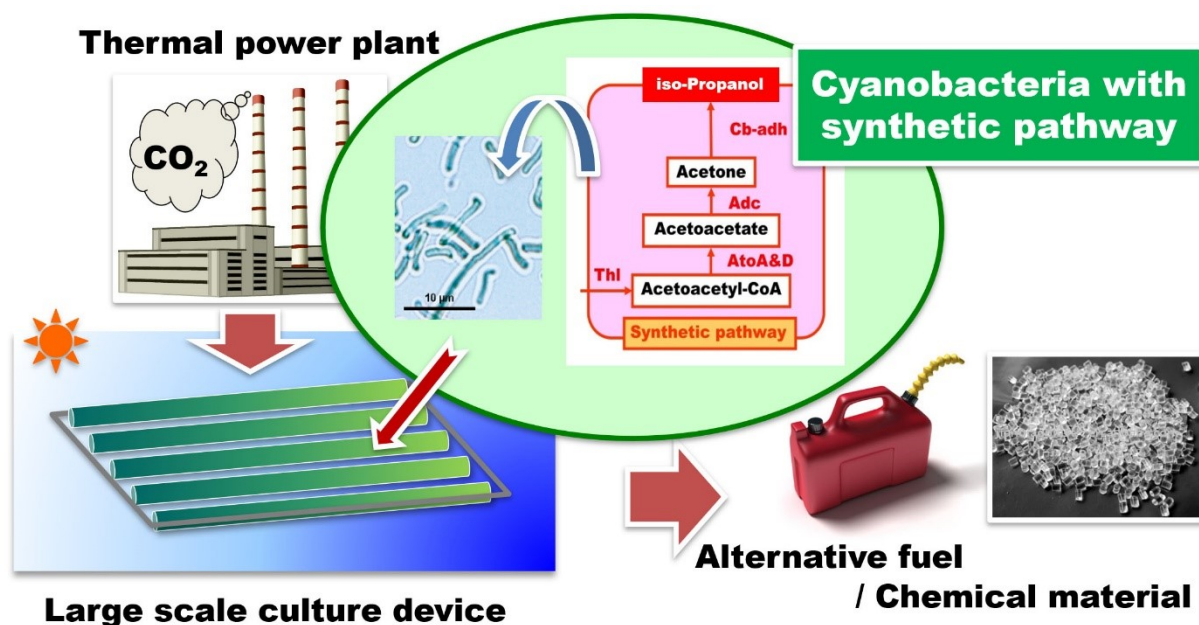 Thermal power plant
CO₂
iso-Propanol
Cb-adh
Acetone
Adc
Acetoacetate
AtoA&D
Thl
Acetoacetyl-CoA
Synthetic pathway
10 μm
Cyanobacteria with
synthetic pathway
Large scale culture device
Alternative fuel
/ Chemical material